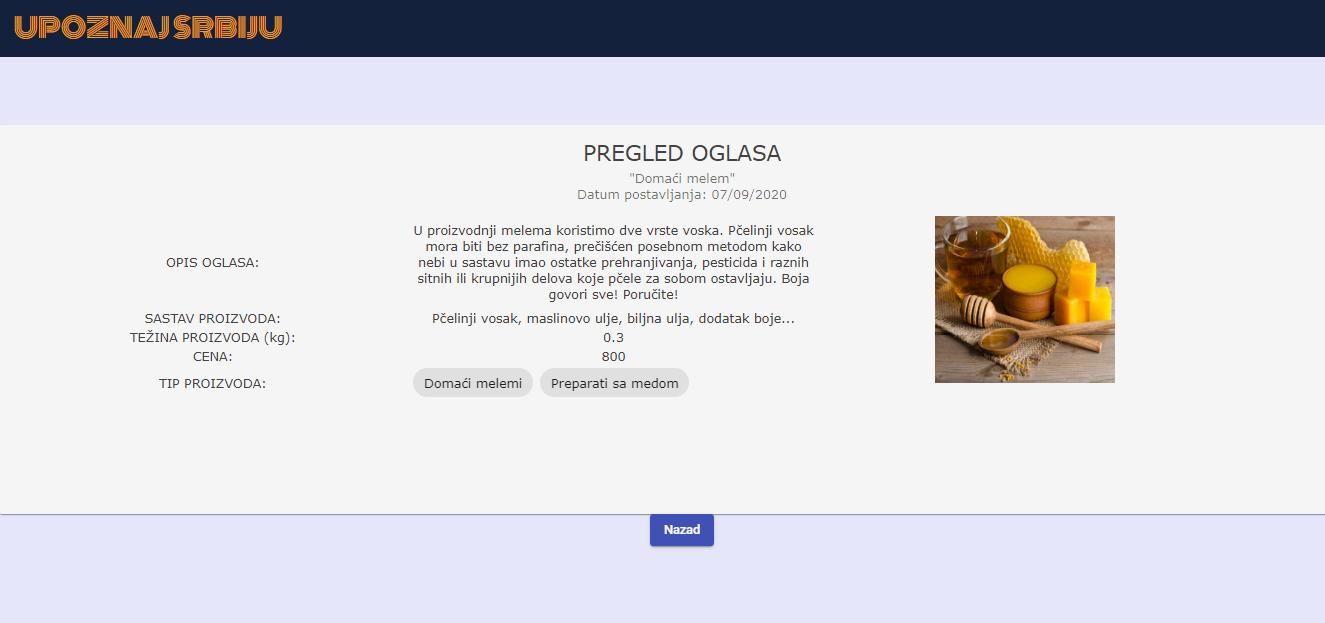 UPOZNAJ SRBIJU
PREGLED OGLASA
"Domaći melem"
Datum postavljanja: 07/09/2020
OPIS OGLASA:
U proizvodnji melema koristimo dve vrste voska. Pčelinji vosak
mora biti bez parafina, prečišćen posebnom metodom kako
nebi u sastavu imao ostatke prehranjivanja, pesticida i raznih
sitnih ili krupnijih delova koje pčele za sobom ostavljaju. Boja
govori sve! Poručite!
SASTAV PROIZVODA: Pčelinji vosak, maslinovo ulje, biljna ulja, dodatak boje...
TEŽINA PROIZVODA (kg): 0.3
CENA: 800
TIP PROIZVODA: Domaći melemi Preparati sa medom
Nazad